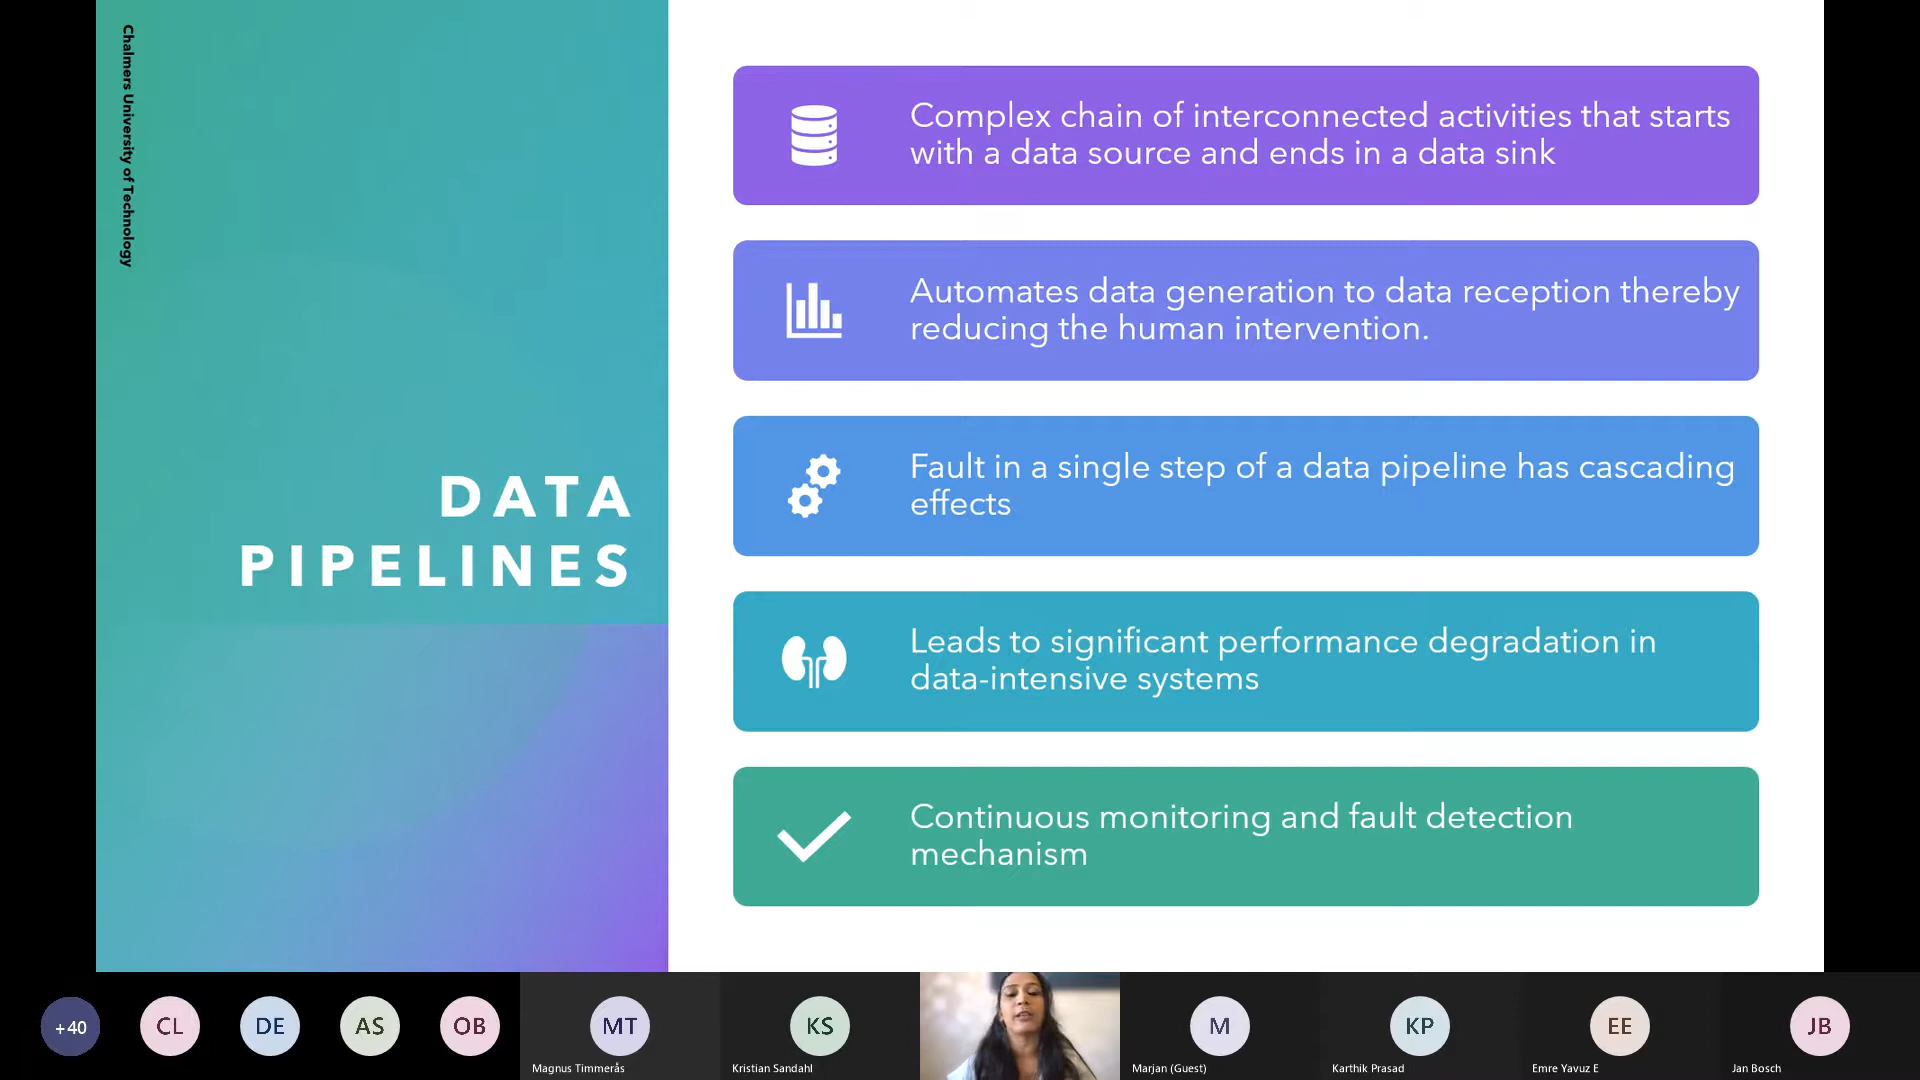 Chalmers University of Technology
DATA
PIPELINES
Complex chain of interconnected activities that starts
with a data source and ends in a data sink
Automates data generation to data reception thereby
reducing the human intervention.
Fault in a single step of a data pipeline has cascading
effects
Leads to significant performance degradation in
data-intensive systems
Continuous monitoring and fault detection
mechanism
+40
CL
DE
AS
OB
MT
KS
M
KP
EE
JB
Magnus Timmerås
Kristian Sandahl
Marjan (Guest)
Karthik Prasad
Emre Yavuz E
Jan Bosch